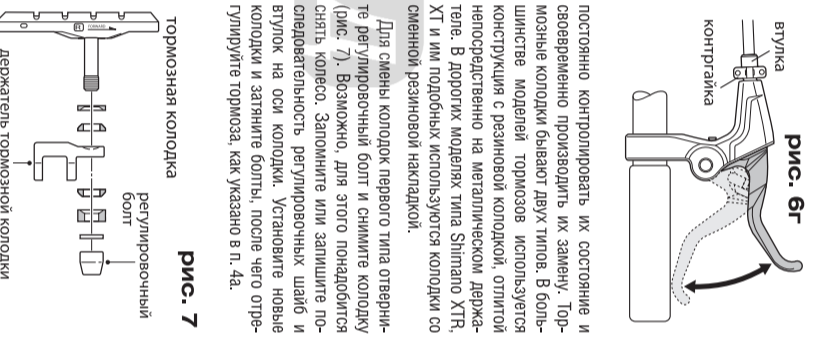 рис. 6г
втулка
контргайка
постоянно контролировать их состояние и
своевременно производить их замену. Тор-
мозные колодки бывают двух типов. В боль-
шинстве моделей тормозов используется
конструкция с резиновой колодкой, отлитой
непосредственно на металлическом держа-
теле. В дорогих моделях типа Shimano XTR,
XT и им подобных используются колодки со
сменной резиновой накладкой.
Для смены колодок первого типа отверни-
те регулировочный болт и снимите колодку
(рис. 7). Возможно, для этого понадобится
снять колесо. Запомните или запишите по-
следовательность регулировочных шайб и
втулок на оси колодки. Установите новые
колодки и затяните болты, после чего отре-
гулируйте тормоза, как указано в п. 4а.
рис. 7
тормозная колодка
FORWARD
регулировочный
болт
держатель тормозной колодки